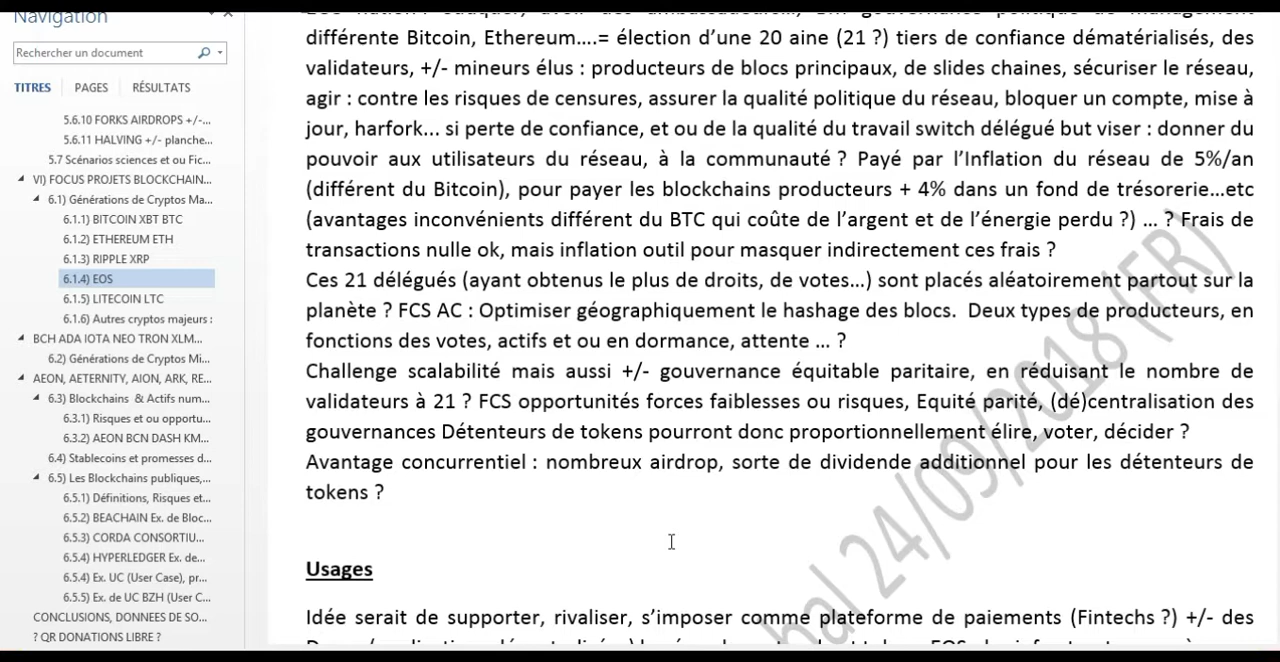 Navigation
Rechercher un document
TITRES PAGES RÉSULTATS
5.6.10 FORKS AIRDROPS +/-...
5.6.11 HALVING +/- planche...
5.7 Scénarios sciences et ou Fic...
VI) FOCUS PROJETS BLOCKCHAIN...
6.1) Générations de Cryptos Ma...
6.1.1) BITCOIN XBT BTC
6.1.2) ETHEREUM ETH
6.1.3) RIPPLE XRP
6.1.4) EOS
6.1.5) LITECOIN LTC
6.1.6) Autres cryptos majeurs :
BCH ADA IOTA NEO TRON XLM...
6.2) Générations de Cryptos Mi...
AEON, AETERNITY, AION, ARK, RE...
6.3) Blockchains & Actifs num...
6.3.1) Risques et ou opportu...
6.3.2) AEON BCN DASH KM...
6.4) Stablecoins et promesses d...
6.5) Les Blockchains publiques,...
6.5.1) Définitions, Risques et...
6.5.2) BEACHAIN Ex. de Bloc...
6.5.3) CORDA CONSORTIU...
6.5.4) HYPERLEDGER Ex. de...
6.5.4) Ex. UC (User Case), pr...
6.5.5) Ex. de UC BZH (User C...
CONCLUSIONS, DONNEES DE SO...
? QR DONATIONS LIBRE ?
différente Bitcoin, Ethereum....= élection d’une 20 aine (21 ?) tiers de confiance dématérialisés, des
validateurs, +/- mineurs élus : producteurs de blocs principaux, de slides chaines, sécuriser le réseau,
agir : contre les risques de censures, assurer la qualité politique du réseau, bloquer un compte, mise à
jour, harfork... si perte de confiance, et ou de la qualité du travail switch délégué but viser : donner du
pouvoir aux utilisateurs du réseau, à la communauté ? Payé par l’Inflation du réseau de 5%/an
(différent du Bitcoin), pour payer les blockchains producteurs + 4% dans un fond de trésorerie...etc
(avantages inconvénients différent du BTC qui coûte de l’argent et de l’énergie perdu ?) ... ? Frais de
transactions nulle ok, mais inflation outil pour masquer indirectement ces frais ?
Ces 21 délégués (ayant obtenus le plus de droits, de votes...) sont placés aléatoirement partout sur la
planète ? FCS AC : Optimiser géographiquement le hashage des blocs. Deux types de producteurs, en
fonctions des votes, actifs et ou en dormance, attente ... ?
Challenge scalabilité mais aussi +/- gouvernance équitable paritaire, en réduisant le nombre de
validateurs à 21 ? FCS opportunités forces faiblesses ou risques, Equité parité, (dé)centralisation des
gouvernances Détenteurs de tokens pourront donc proportionnellement élire, voter, décider ?
Avantage concurrentiel : nombreux airdrop, sorte de dividende additionnel pour les détenteurs de
tokens ?
Usages
Idée serait de supporter, rivaliser, s’imposer comme plateforme de paiements (Fintechs ?) +/- des
bal 24/09/2018 (FR)